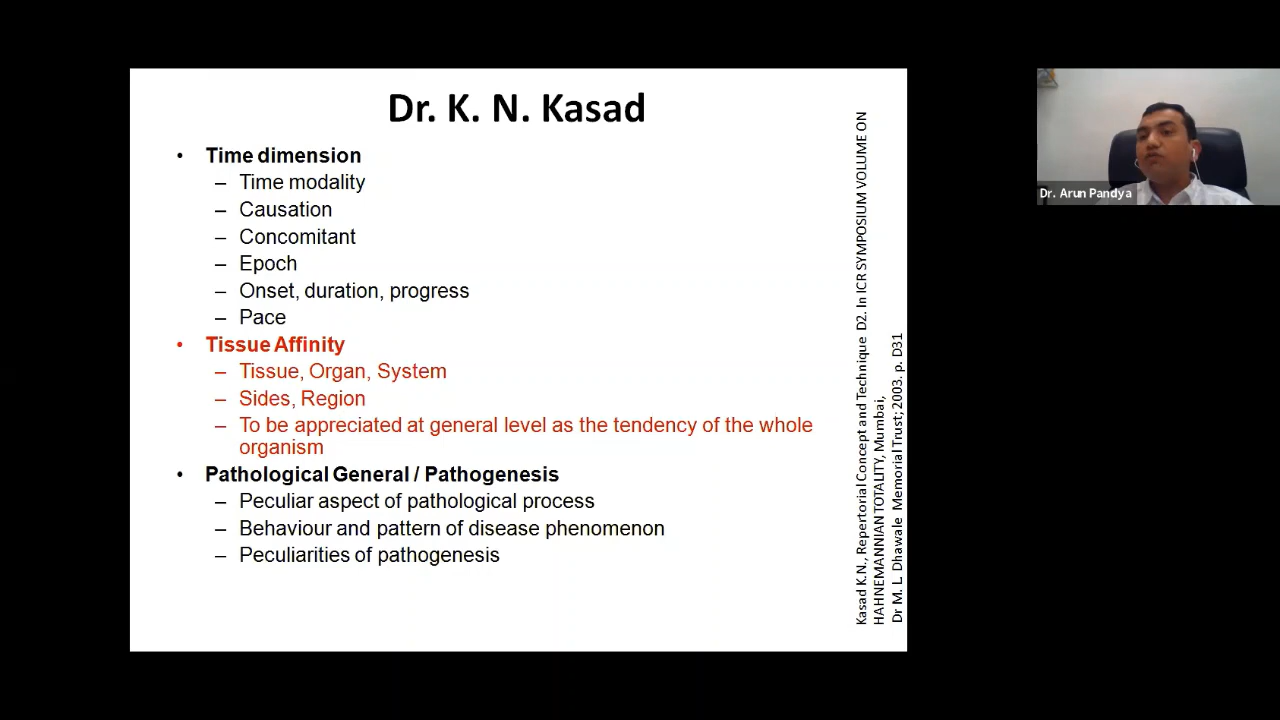 Dr. K. N. Kasad
• Time dimension
– Time modality
– Causation
– Concomitant
– Epoch
– Onset, duration, progress
– Pace
• Tissue Affinity
– Tissue, Organ, System
– Sides, Region
– To be appreciated at general level as the tendency of the whole
organism
• Pathological General / Pathogenesis
– Peculiar aspect of pathological process
– Behaviour and pattern of disease phenomenon
– Peculiarities of pathogenesis
Kasad K.N., Repertorial Concept and Technique D2. In ICR SYMPOSIUM VOLUME ON
HAHNEMANNIAN TOTALITY, Mumbai,
Dr M. L. Dhawale Memorial Trust; 2003. p. D31
Dr. Arun Pandya